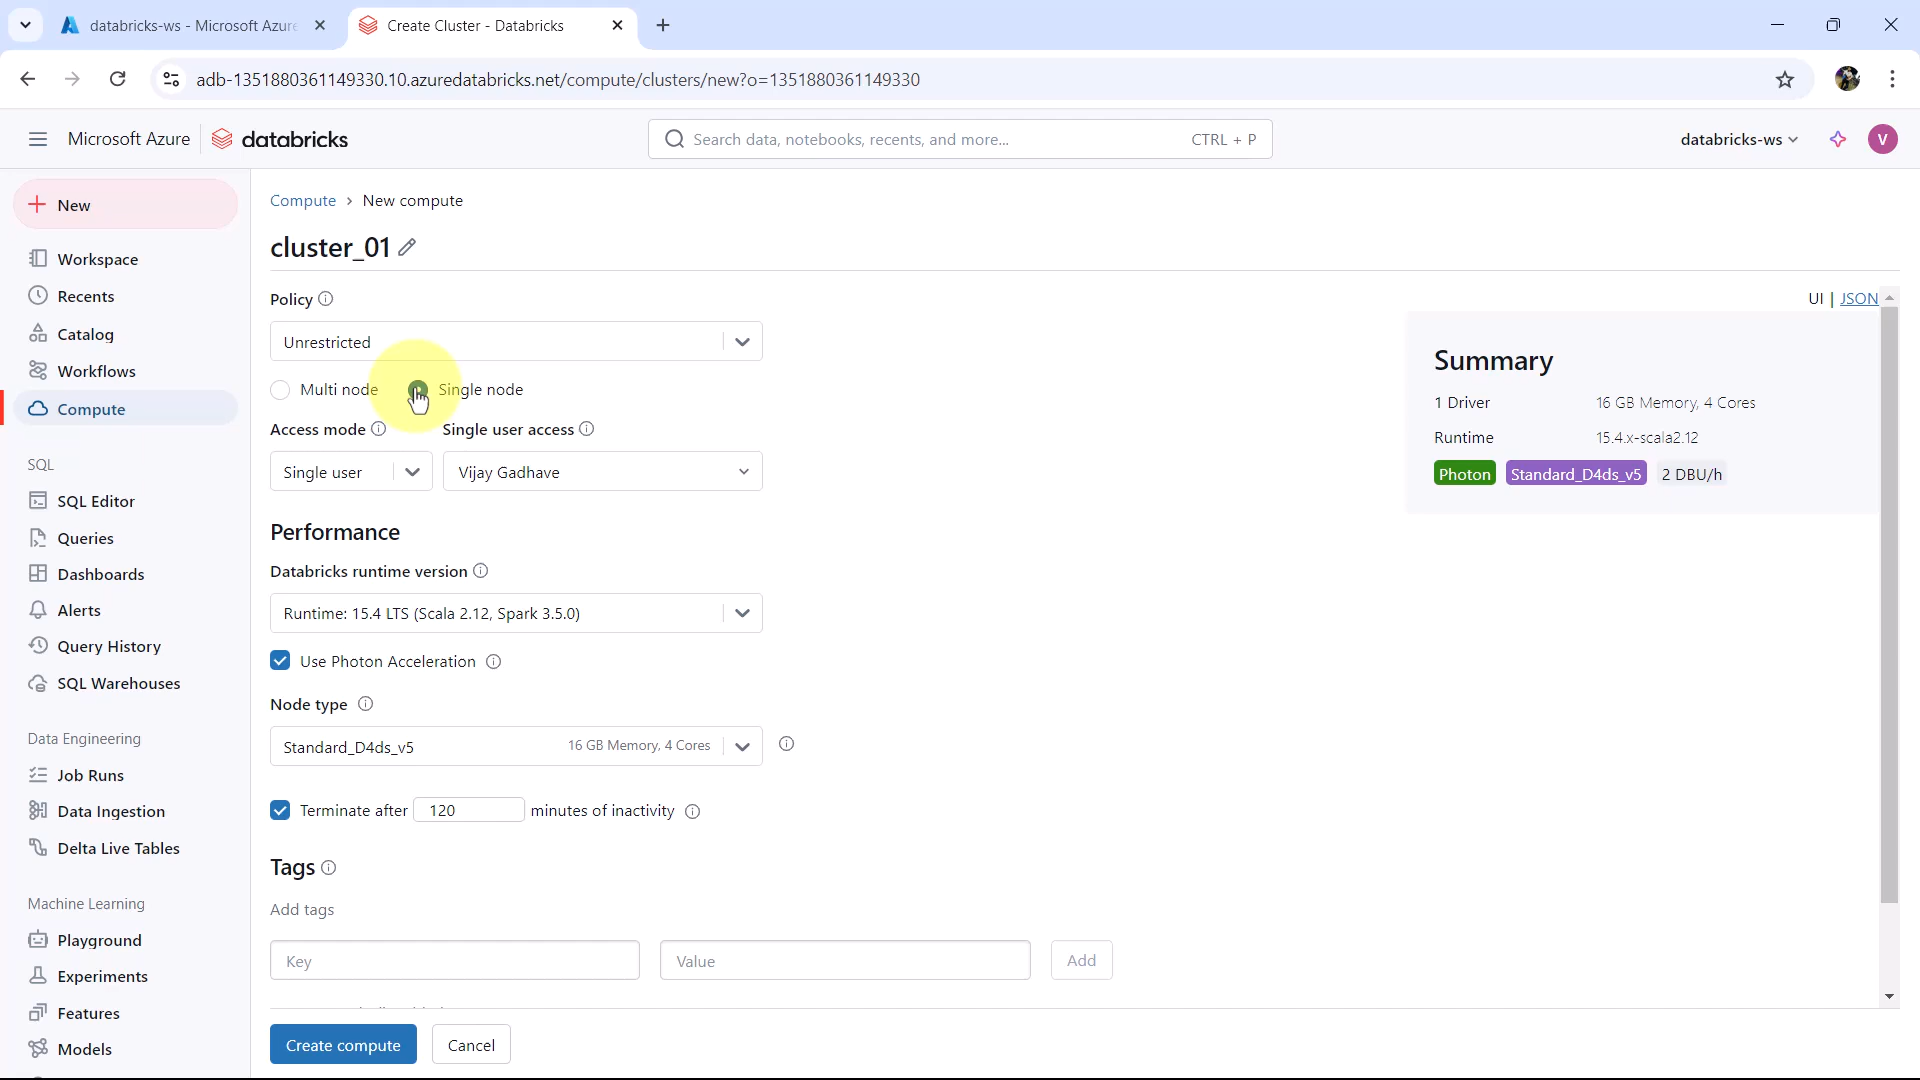 databricks-ws - Microsoft Azure
Create Cluster - Databricks
adb-1351880361149330.10.azuredatabricks.net/compute/clusters/new?o=1351880361149330
Microsoft Azure
databricks
Search data, notebooks, recents, and more...
CTRL + P
databricks-ws
V
New
Workspace
Recents
Catalog
Workflows
Compute
SQL
SQL Editor
Queries
Dashboards
Alerts
Query History
SQL Warehouses
Data Engineering
Job Runs
Data Ingestion
Delta Live Tables
Machine Learning
Playground
Experiments
Features
Models
Compute > New compute
cluster_01
Policy
Unrestricted
Multi node
Single node
Access mode
Single user access
Single user
Vijay Gadhave
Performance
Databricks runtime version
Runtime: 15.4 LTS (Scala 2.12, Spark 3.5.0)
Use Photon Acceleration
Node type
Standard_D4ds_v5
16 GB Memory, 4 Cores
Terminate after 120 minutes of inactivity
Tags
Add tags
Key
Value
Add
Create compute
Cancel
UI | JSON
Summary
1 Driver
16 GB Memory, 4 Cores
Runtime
15.4.x-scala2.12
Photon
Standard_D4ds_v5
2 DBU/h